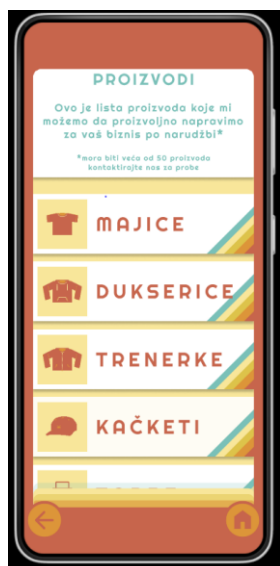 PROIZVODI
Ovo je lista proizvoda koje mi
možemo da proizvoljno napravimo
za vaš biznis po narudžbi*
*mora biti veća od 50 proizvoda
kontaktirajte nas za probe
MAJICE
DUKSERICE
TRENERKE
KAČKETI